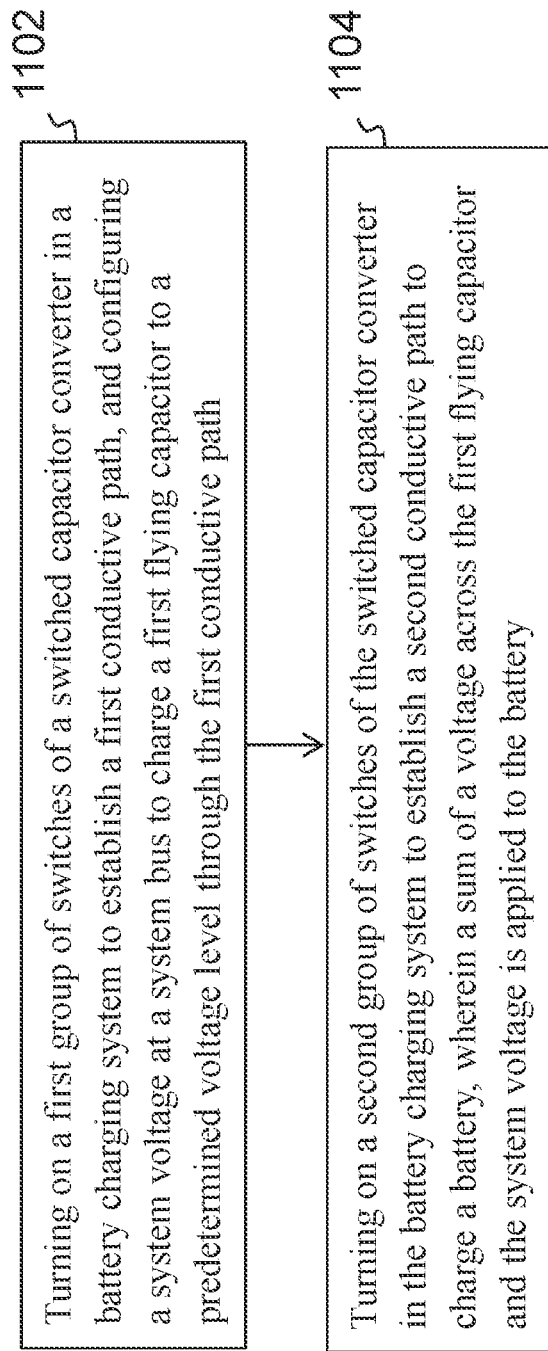 1102
Turning on a first group of switches of a switched capacitor converter in a
battery charging system to establish a first conductive path, and configuring
a system voltage at a system bus to charge a first flying capacitor to a
predetermined voltage level through the first conductive path
1104
Turning on a second group of switches of the switched capacitor converter
in the battery charging system to establish a second conductive path to
charge a battery, wherein a sum of a voltage across the first flying capacitor
and the system voltage is applied to the battery